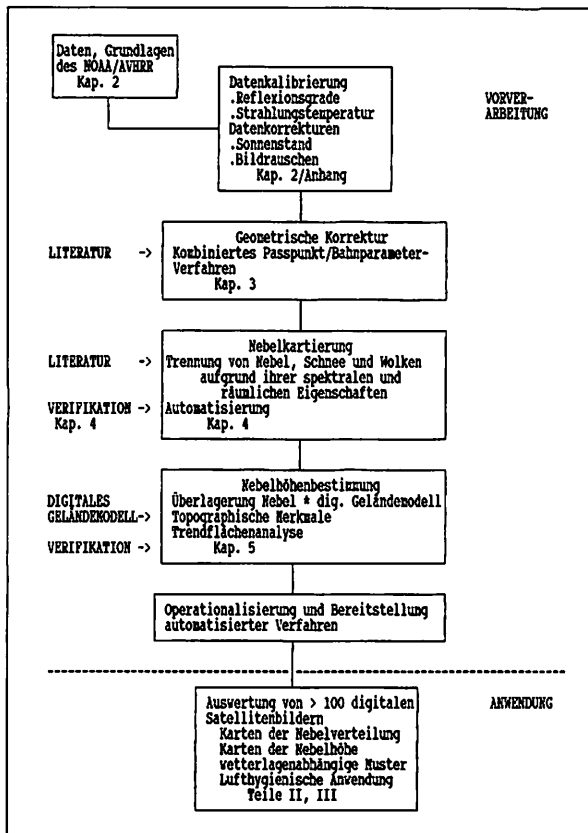 Daten, Grundlagen
des NOAA/AVHRR
Kap. 2
Datenkalibrierung
.Reflexionsgrade
.Strahlungstemperatur
Datenkorrekturen
.Sonnenstand
.Bildrauschen
Kap. 2/Anhang
VORVER-
ARBEITUNG
Geometrische Korrektur
LITERATUR -> Kombiniertes Passpunkt/Bahnparameter-
Verfahren
Kap. 3
Nebelkartierung
LITERATUR -> Trennung von Nebel, Schnee und Wolken
aufgrund ihrer spektralen und
räumlichen Eigenschaften
VERIFIKATION -> Automatisierung
Kap. 4 Kap. 4
Nebelhöhenbestimmung
DIGITALES Überlagerung Nebel * dig. Geländemodell
GELÄNDEMODELL-> Topographische Merkmale
Trendflächenanalyse
VERIFIKATION -> Kap. 5
Operationalisierung und Bereitstellung
automatisierter Verfahren
Auswertung von > 100 digitalen ANWENDUNG
Satellitenbildern
Karten der Nebelverteilung
Karten der Nebelhöhe
wetterlagenabhängige Muster
Lufthygienische Anwendung
Teile II, III